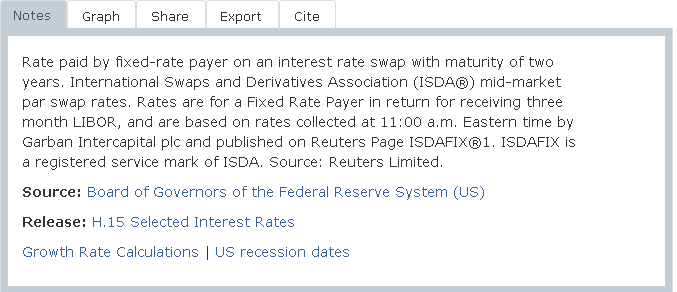 Notes Graph Share Export Cite
Rate paid by fixed-rate payer on an interest rate swap with maturity of two
years. International Swaps and Derivatives Association (ISDA®) mid-market
par swap rates. Rates are for a Fixed Rate Payer in return for receiving three
month LIBOR, and are based on rates collected at 11:00 a.m. Eastern time by
Garban Intercapital plc and published on Reuters Page ISDAFIX®1. ISDAFIX is
a registered service mark of ISDA. Source: Reuters Limited.
Source: Board of Governors of the Federal Reserve System (US)
Release: H.15 Selected Interest Rates
Growth Rate Calculations | US recession dates